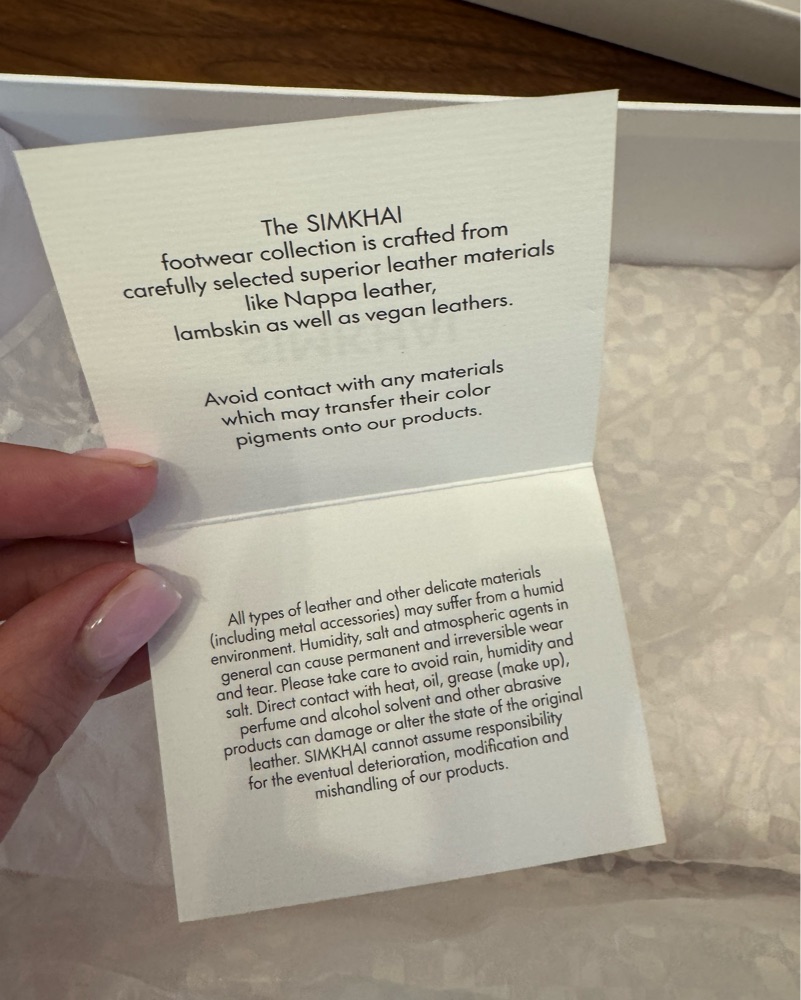 The SIMKHAI
footwear collection is crafted from
carefully selected superior leather materials
like Nappa leather,
lambskin as well as vegan leathers.
Avoid contact with any materials
which may transfer their color
pigments onto our products.
All types of leather and other delicate materials
(including metal accessories) may suffer from a humid
environment. Humidity, salt and atmospheric agents in
general can cause permanent and irreversible wear
and tear. Please take care to avoid rain, humidity and
salt. Direct contact with heat, oil, grease (make up),
perfume and alcohol solvent and other abrasive
products can damage or alter the state of the original
leather. SIMKHAI cannot assume responsibility
for the eventual deterioration, modification and
mishandling of our products.